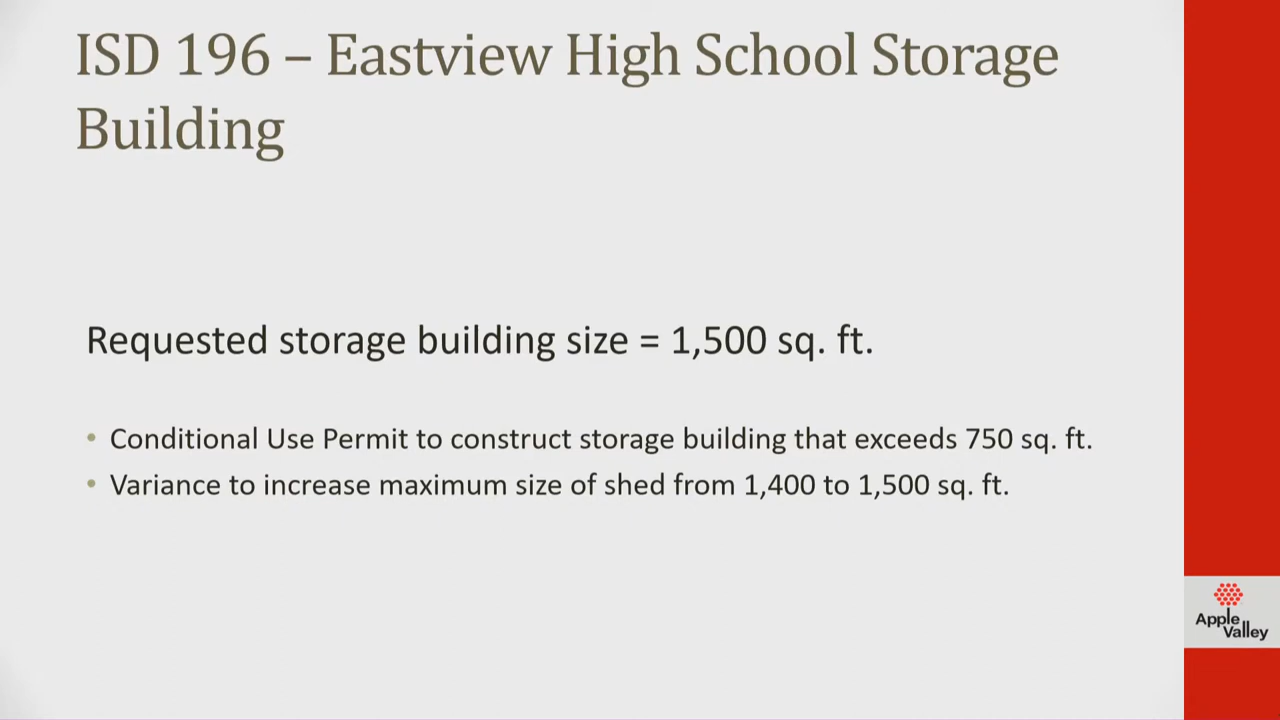 ISD 196 – Eastview High School Storage
Building
Requested storage building size = 1,500 sq. ft.
• Conditional Use Permit to construct storage building that exceeds 750 sq. ft.
• Variance to increase maximum size of shed from 1,400 to 1,500 sq. ft.
Apple
Valley